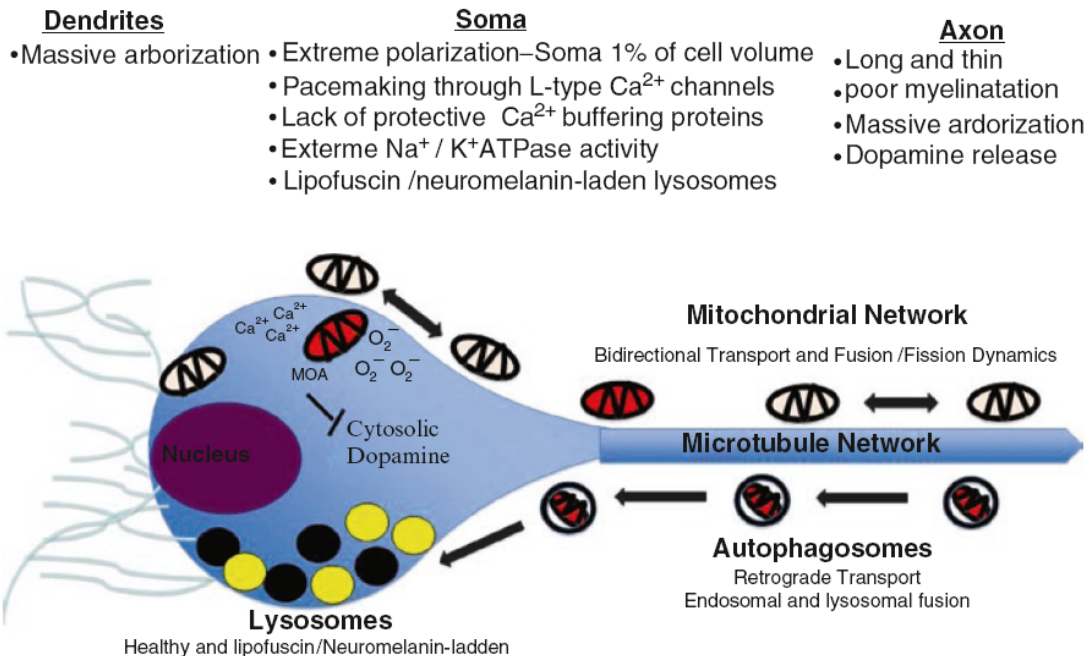 Dendrites
•Massive arborization
Soma
•Extreme polarization–Soma 1% of cell volume
•Pacemaking through L-type Ca²⁺ channels
•Lack of protective Ca²⁺ buffering proteins
•Exterme Na⁺ / K⁺ATPase activity
•Lipofuscin /neuromelanin-laden lysosomes
Axon
•Long and thin
•poor myelinatation
•Massive ardorization
•Dopamine release
Ca²⁺ Ca²⁺
Ca²⁺
O₂⁻
O₂⁻ O₂⁻
MOA
Cytosolic
Dopamine
Nucleus
Mitochondrial Network
Bidirectional Transport and Fusion /Fission Dynamics
Microtubule Network
Autophagosomes
Retrograde Transport
Endosomal and lysosomal fusion
Lysosomes
Healthy and lipofuscin/Neuromelanin-ladden